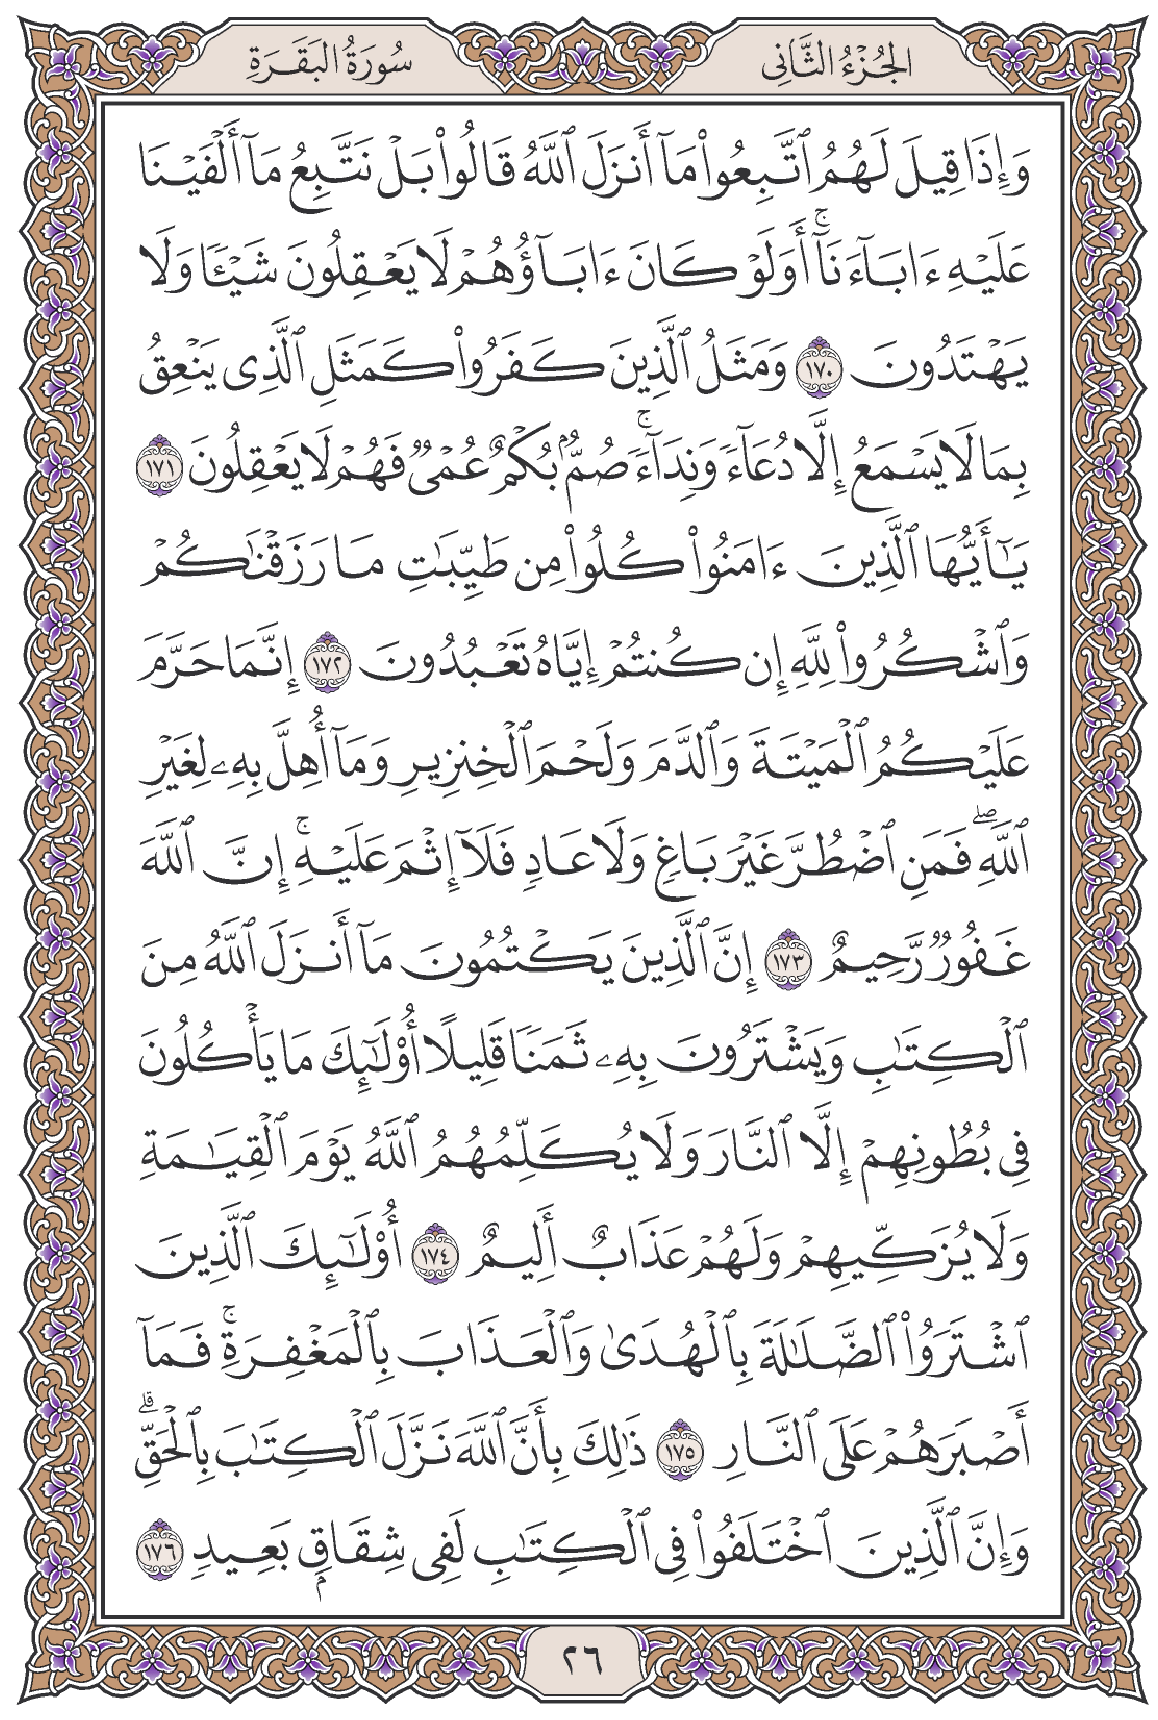 الجُزْءُ الثَّانِي
سُورَةُ البَقَرَةِ
وَإِذَا قِيلَ لَهُمُ ٱتَّبِعُوا۟ مَآ أَنزَلَ ٱللَّهُ قَالُوا۟ بَلْ نَتَّبِعُ مَآ أَلْفَيْنَا
عَلَيْهِ ءَابَآءَنَآ ۚ أَوَلَوْ كَانَ ءَابَآؤُهُمْ لَا يَعْقِلُونَ شَيْـًٔا وَلَا
يَهْتَدُونَ ١٧٠ وَمَثَلُ ٱلَّذِينَ كَفَرُوا۟ كَمَثَلِ ٱلَّذِى يَنْعِقُ
بِمَا لَا يَسْمَعُ إِلَّا دُعَآءً وَنِدَآءً ۚ صُمٌّۢ بُكْمٌ عُمْىٌ فَهُمْ لَا يَعْقِلُونَ ١٧١
يَـٰٓأَيُّهَا ٱلَّذِينَ ءَامَنُوا۟ كُلُوا۟ مِن طَيِّبَـٰتِ مَا رَزَقْنَـٰكُمْ
وَٱشْكُرُوا۟ لِلَّهِ إِن كُنتُمْ إِيَّاهُ تَعْبُدُونَ ١٧٢ إِنَّمَا حَرَّمَ
عَلَيْكُمُ ٱلْمَيْتَةَ وَٱلدَّمَ وَلَحْمَ ٱلْخِنزِيرِ وَمَآ أُهِلَّ بِهِۦ لِغَيْرِ
ٱللَّهِ ۖ فَمَنِ ٱضْطُرَّ غَيْرَ بَاغٍ وَلَا عَادٍ فَلَآ إِثْمَ عَلَيْهِ ۚ إِنَّ ٱللَّهَ
غَفُورٌ رَّحِيمٌ ١٧٣ إِنَّ ٱلَّذِينَ يَكْتُمُونَ مَآ أَنزَلَ ٱللَّهُ مِنَ
ٱلْكِتَـٰبِ وَيَشْتَرُونَ بِهِۦ ثَمَنًا قَلِيلًا أُو۟لَـٰٓئِكَ مَا يَأْكُلُونَ
فِى بُطُونِهِمْ إِلَّا ٱلنَّارَ وَلَا يُكَلِّمُهُمُ ٱللَّهُ يَوْمَ ٱلْقِيَـٰمَةِ
وَلَا يُزَكِّيهِمْ وَلَهُمْ عَذَابٌ أَلِيمٌ ١٧٤ أُو۟لَـٰٓئِكَ ٱلَّذِينَ
ٱشْتَرَوُا۟ ٱلضَّلَـٰلَةَ بِٱلْهُدَىٰ وَٱلْعَذَابَ بِٱلْمَغْفِرَةِ ۚ فَمَآ
أَصْبَرَهُمْ عَلَى ٱلنَّارِ ١٧٥ ذَٰلِكَ بِأَنَّ ٱللَّهَ نَزَّلَ ٱلْكِتَـٰبَ بِٱلْحَقِّ ۗ
وَإِنَّ ٱلَّذِينَ ٱخْتَلَفُوا۟ فِى ٱلْكِتَـٰبِ لَفِى شِقَاقٍۭ بَعِيدٍ ١٧٦
٢٦